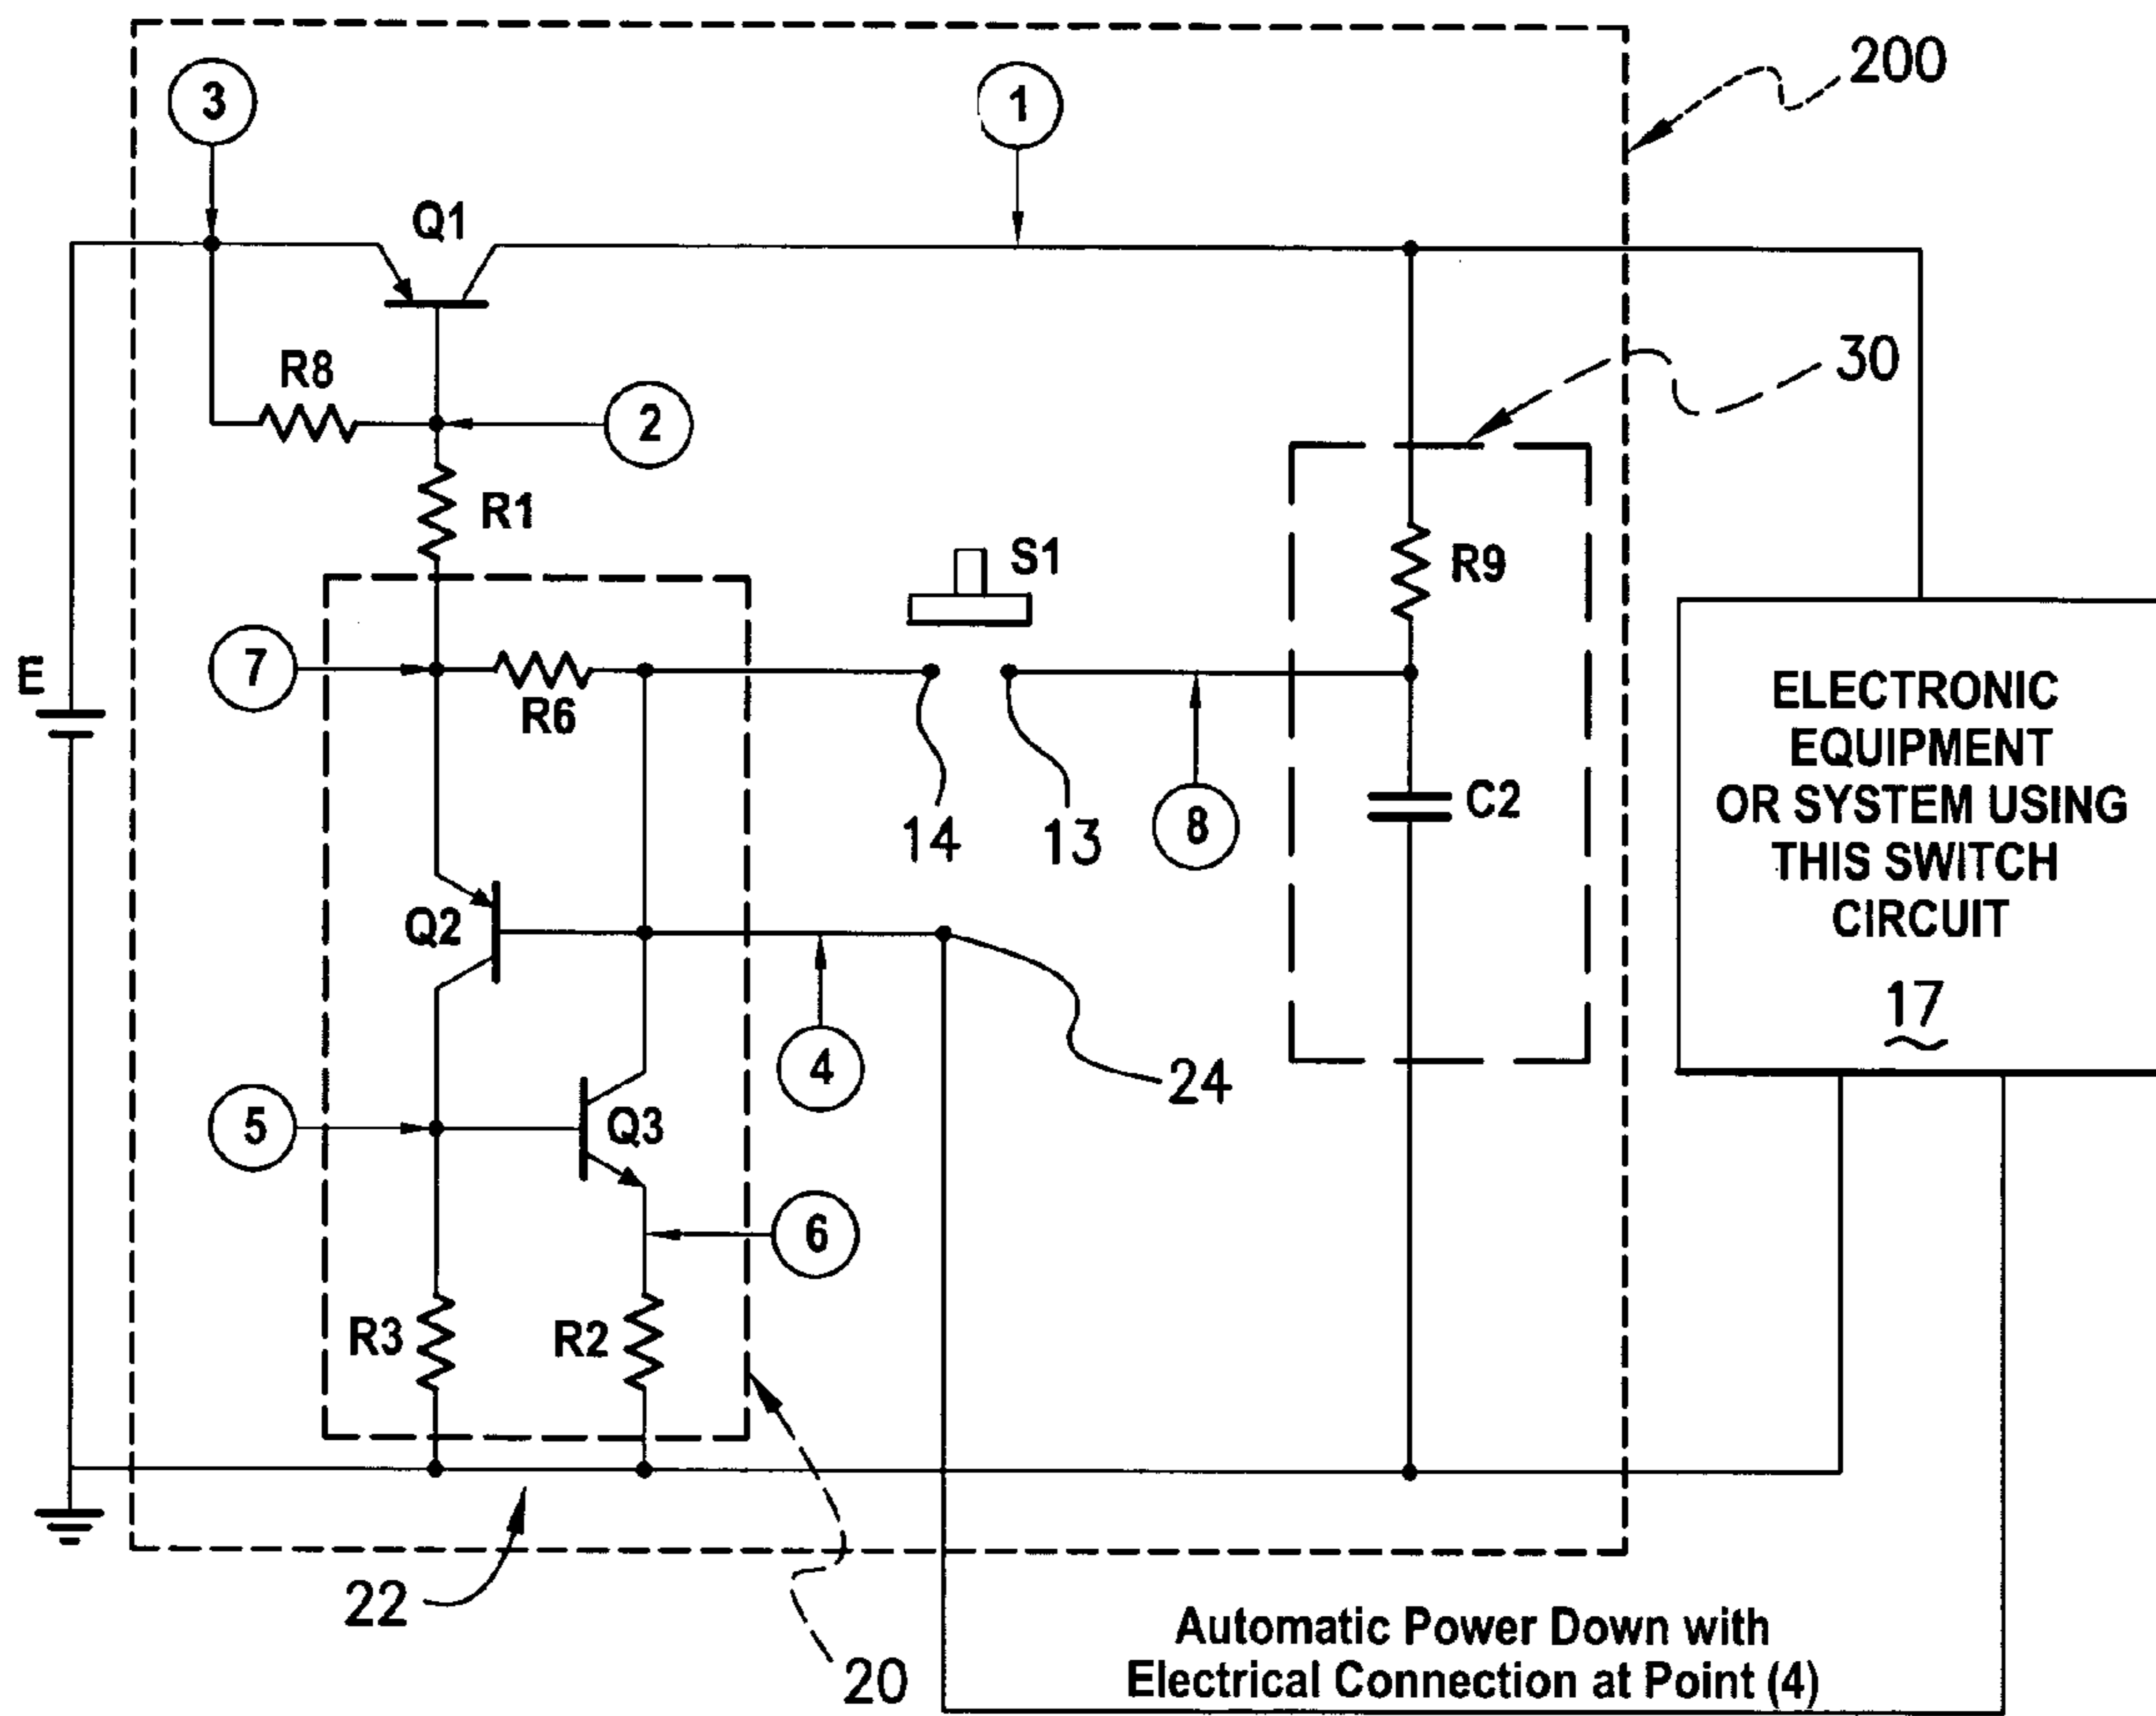 200
3
1
Q1
30
R8
2
R1
S1
R9
7
R6
E
14
13
8
C2
ELECTRONIC
EQUIPMENT
OR SYSTEM USING
THIS SWITCH
CIRCUIT
17
Q2
4
24
5
Q3
6
R3
R2
22
20
Automatic Power Down with
Electrical Connection at Point (4)